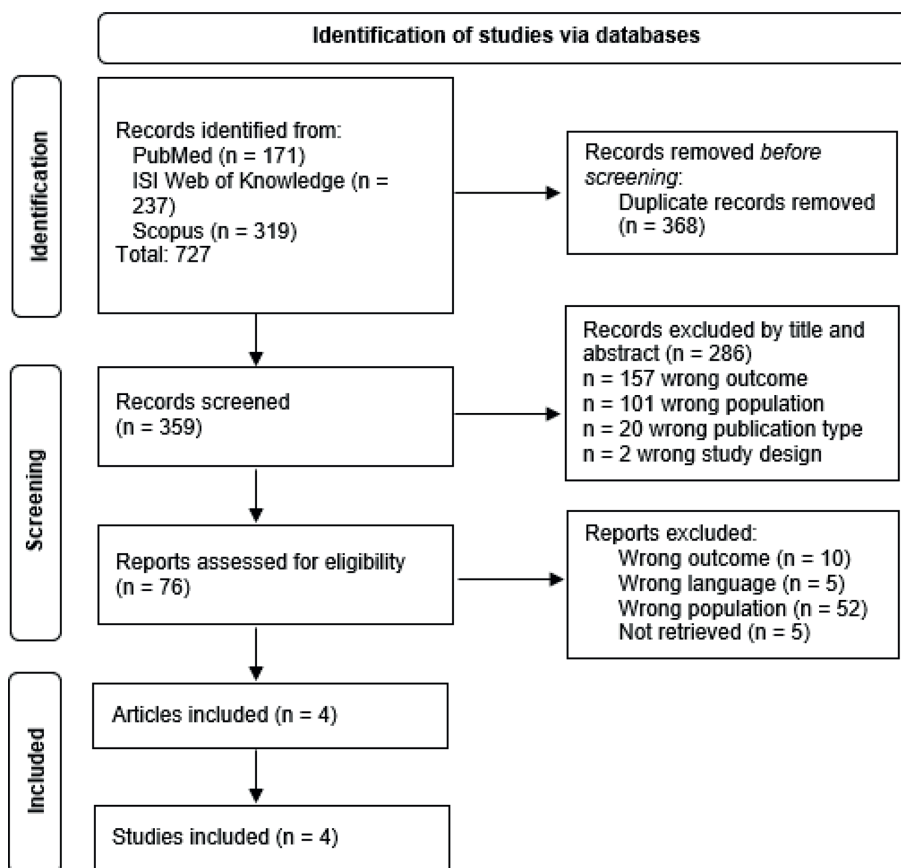 Identification of studies via databases
Identification
Records identified from:
PubMed (n = 171)
ISI Web of Knowledge (n =
237)
Scopus (n = 319)
Total: 727
Records removed before
screening:
Duplicate records removed
(n = 368)
Screening
Records screened
(n = 359)
Records excluded by title and
abstract (n = 286)
n = 157 wrong outcome
n = 101 wrong population
n = 20 wrong publication type
n = 2 wrong study design
Reports assessed for eligibility
(n = 76)
Reports excluded:
Wrong outcome (n = 10)
Wrong language (n = 5)
Wrong population (n = 52)
Not retrieved (n = 5)
Included
Articles included (n = 4)
Studies included (n = 4)